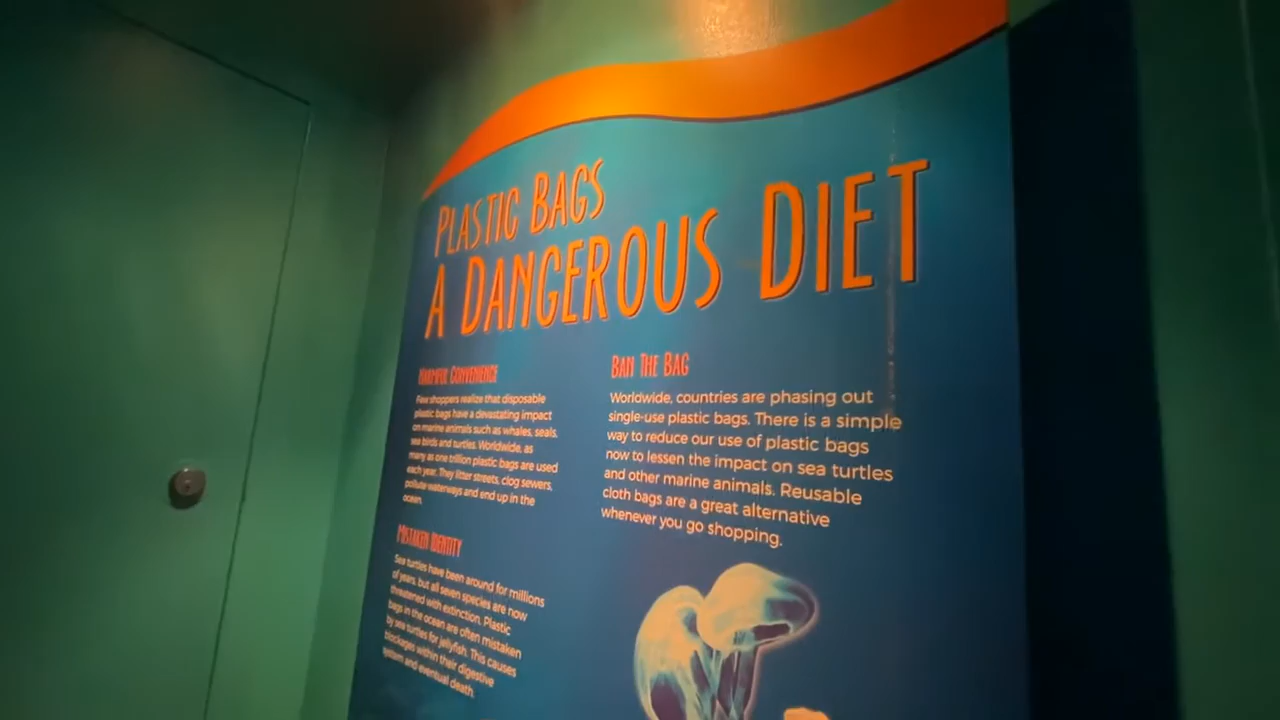 PLASTIC BAGS
A DANGEROUS DIET
HARMFUL CONVENIENCE
Few shoppers realize that disposable
plastic bags have a devastating impact
on marine animals such as whales, seals,
sea birds and turtles. Worldwide, as
many as one trillion plastic bags are used
each year. They litter streets, clog sewers,
pollute waterways and end up in the
ocean.
MISTAKEN IDENTITY
Sea turtles have been around for millions
of years, but all seven species are now
threatened with extinction. Plastic
bags in the ocean are often mistaken
by sea turtles for jellyfish. This causes
blockages within their digestive
system and eventual death.
BAN THE BAG
Worldwide, countries are phasing out
single-use plastic bags. There is a simple
way to reduce our use of plastic bags
now to lessen the impact on sea turtles
and other marine animals. Reusable
cloth bags are a great alternative
whenever you go shopping.